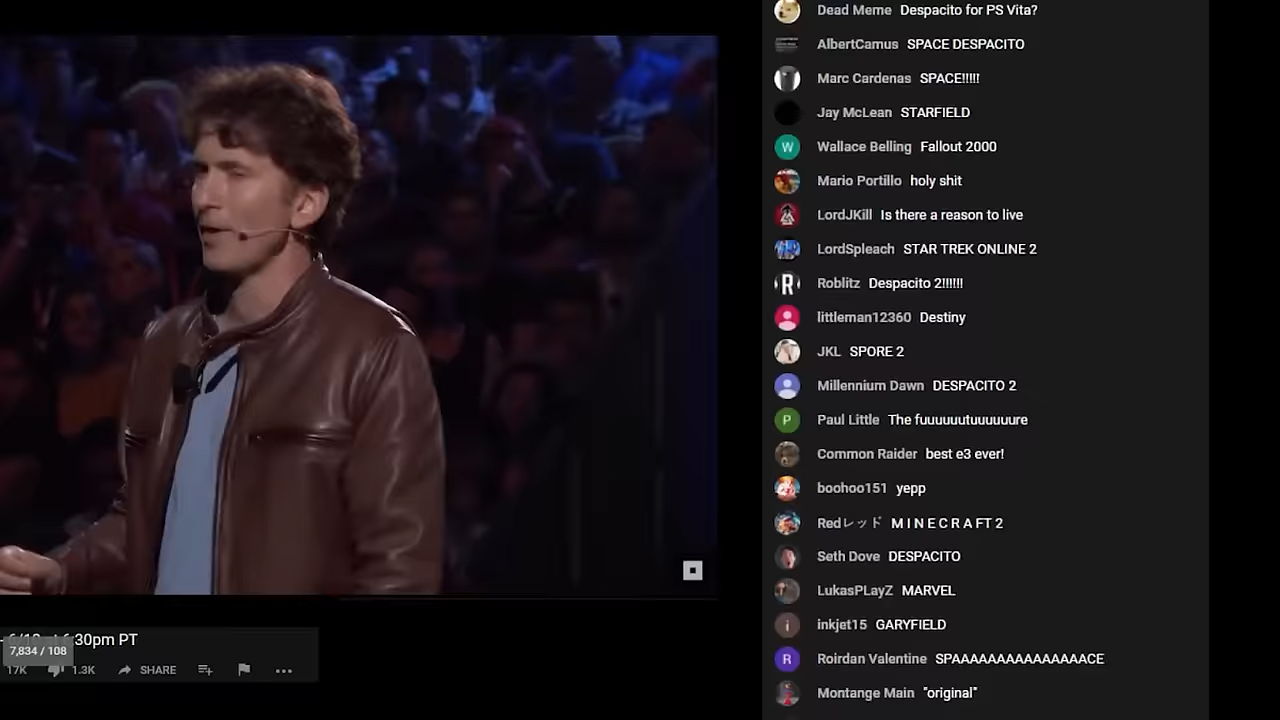 Dead Meme Despacito for PS Vita?
AlbertCamus SPACE DESPACITO
Marc Cardenas SPACE!!!!!
Jay McLean STARFIELD
W Wallace Belling Fallout 2000
Mario Portillo holy shit
LordJKill Is there a reason to live
LordSpleach STAR TREK ONLINE 2
R Roblitz Despacito 2!!!!!!
littleman12360 Destiny
JKL SPORE 2
Millennium Dawn DESPACITO 2
P Paul Little The fuuuuuutuuuuuure
Common Raider best e3 ever!
boohoo151 yepp
Redレッド M I N E C R A FT 2
Seth Dove DESPACITO
LukasPLayZ MARVEL
i inkjet15 GARYFIELD
R Roirdan Valentine SPAAAAAAAAAAAAAAACE
Montange Main "original"
:30pm PT
7,834 / 108
17K 1.3K SHARE